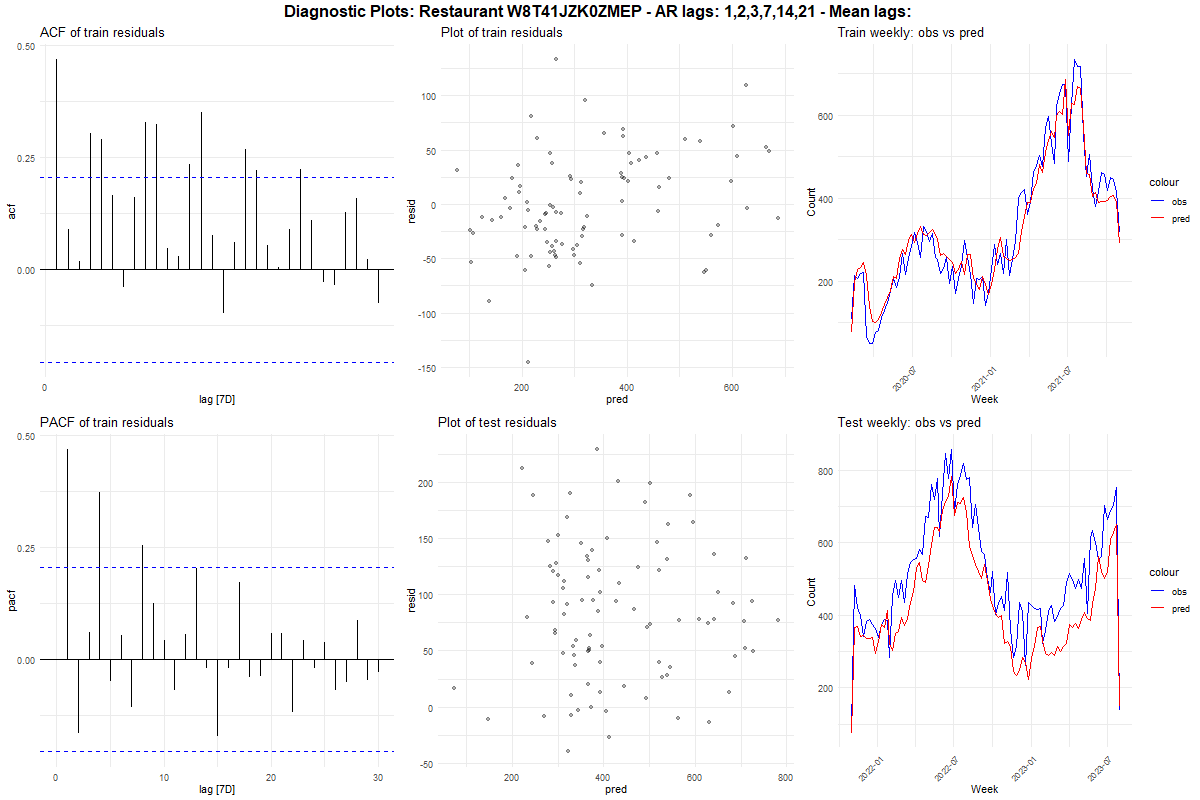 Diagnostic Plots: Restaurant W8T41JZK0ZMEP - AR lags: 1,2,3,7,14,21 - Mean lags:
ACF of train residuals
0.50
0.25
0.00
acf
0
lag [7D]
Plot of train residuals
100
50
0
-50
-100
-150
resid
200
400
600
pred
Train weekly: obs vs pred
600
400
200
Count
2020-07
2021-01
2021-07
Week
colour
obs
pred
PACF of train residuals
0.50
0.25
0.00
pacf
0
10
20
30
lag [7D]
Plot of test residuals
200
150
100
50
0
-50
resid
200
400
600
800
pred
Test weekly: obs vs pred
800
600
400
200
Count
2022-01
2022-07
2023-01
2023-07
Week
colour
obs
pred